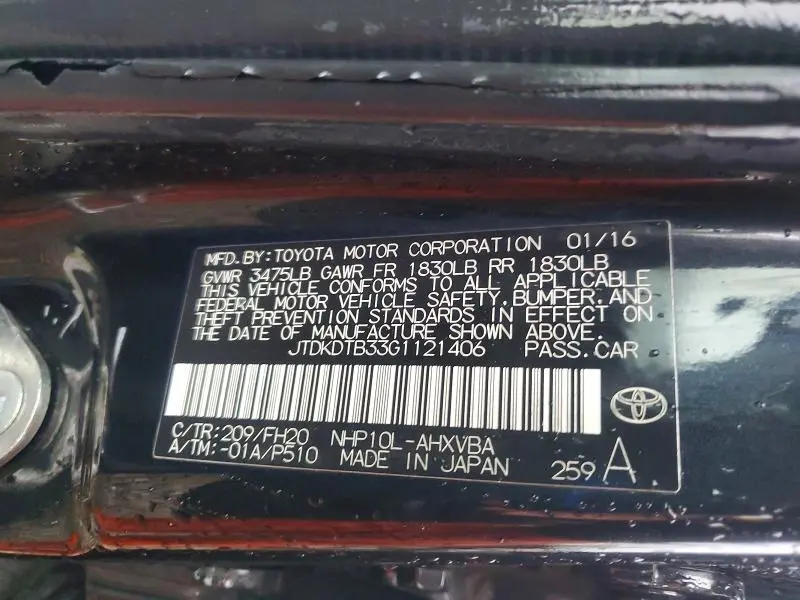 MFD.BY:TOYOTA MOTOR CORPORATION 01/16
GVWR 3475LB GAWR FR 1830LB RR 1830LB
THIS VEHICLE CONFORMS TO ALL APPLICABLE
FEDERAL MOTOR VEHICLE SAFETY,BUMPER,AND
THEFT PREVENTION STANDARDS IN EFFECT ON
THE DATE OF MANUFACTURE SHOWN ABOVE.
JTDKDTB33G1121406 PASS.CAR
C/TR:209/FH20 NHP10L-AHXVBA
A/TM:-01A/P510 MADE IN JAPAN 259 A